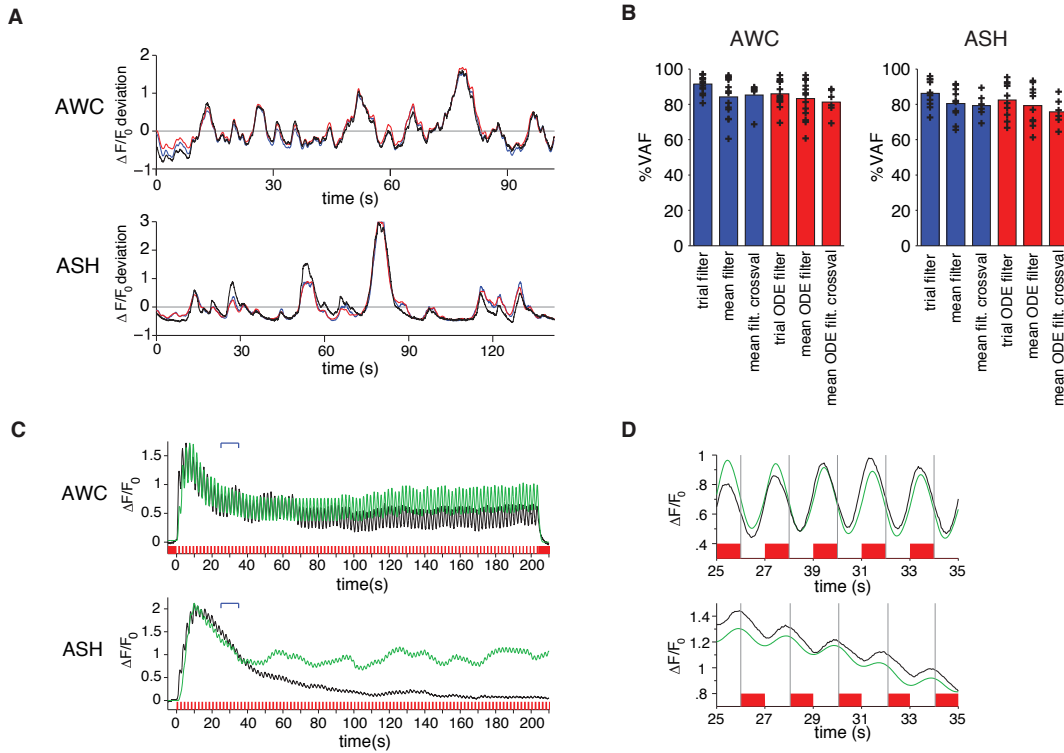 A
AWC
Δ F/F0 deviation
2
1
0
−1
0
30
60
90
time (s)
ASH
Δ F/F0 deviation
3
2
1
0
−1
0
30
60
90
120
time (s)
B
AWC
%VAF
100
80
60
40
20
0
trial filter
mean filter
mean filt. crossval
trial ODE filter
mean ODE filter
mean ODE filt. crossval
ASH
%VAF
100
80
60
40
20
0
trial filter
mean filter
mean filt. crossval
trial ODE filter
mean ODE filter
mean ODE filt. crossval
C
AWC
ΔF/F0
1.5
1
0.5
0
0 20 40 60 80 100 120 140 160 180 200
time(s)
ASH
ΔF/F0
2
1.5
1
0.5
0
0 20 40 60 80 100 120 140 160 180 200
time(s)
D
ΔF/F0
1
.8
.6
.4
25 27 29 31 33 35
time (s)
ΔF/F0
1.4
1.2
1.0
.8
25 27 29 31 33 35
time (s)